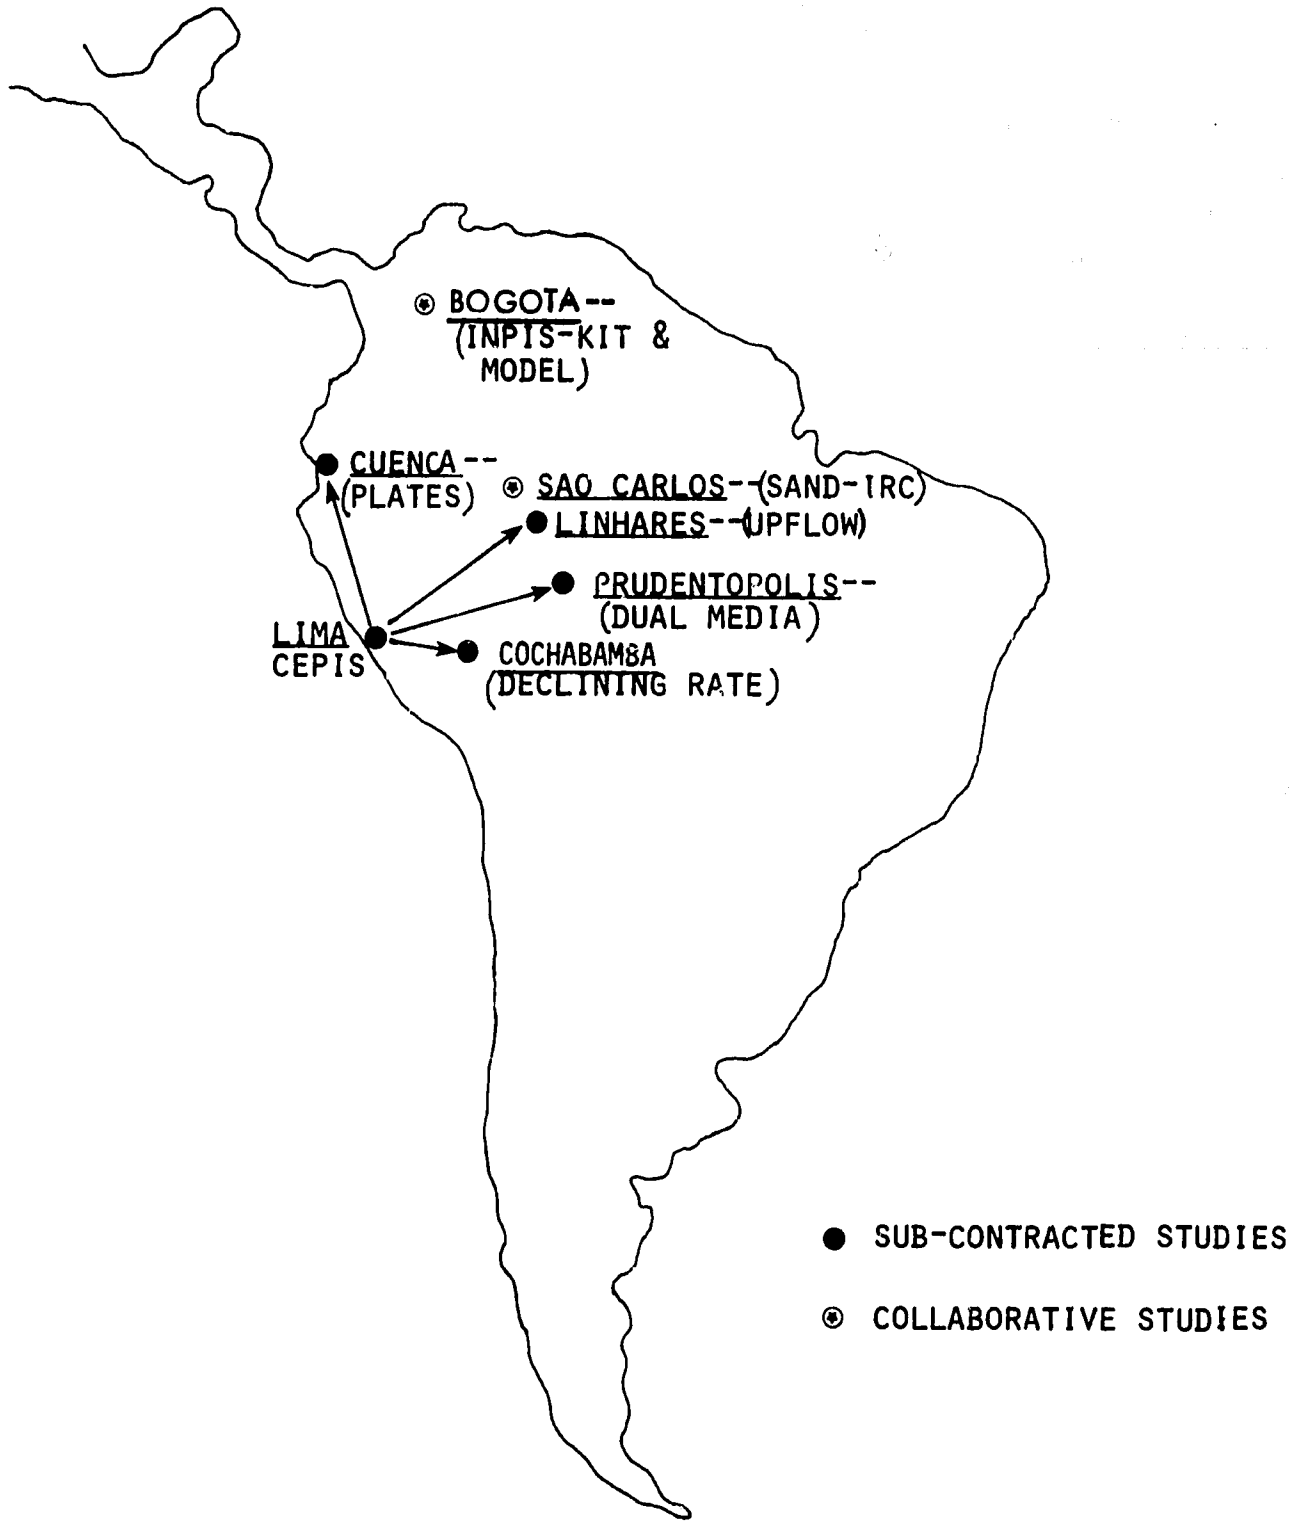 BOGOTA--
(INPIS-KIT &
MODEL)
CUENCA--
(PLATES)
SAO CARLOS--(SAND-IRC)
LINHARES--(UPFLOW)
PRUDENTOPOLIS--
(DUAL MEDIA)
LIMA
CEPIS
COCHABAMBA
(DECLINING RATE)
SUB-CONTRACTED STUDIES
COLLABORATIVE STUDIES